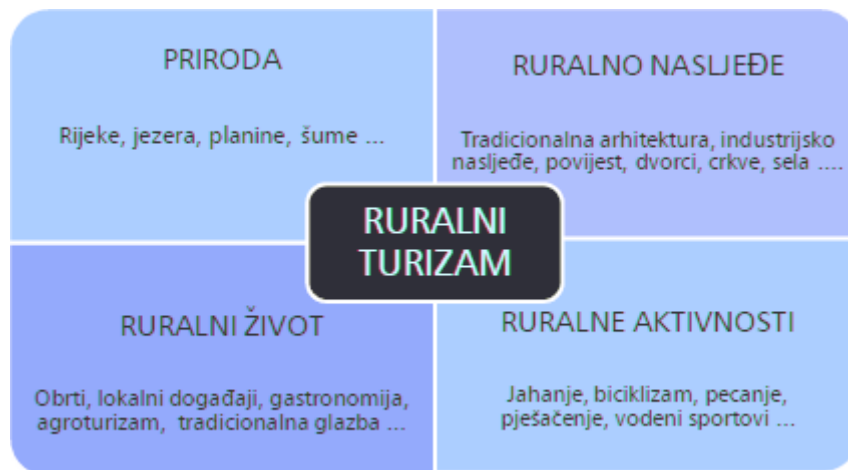 PRIRODA
Rijeke, jezera, planine, šume ...
RURALNO NASLJEĐE
Tradicionalna arhitektura, industrijsko
nasljeđe, povijest, dvorci, crkve, sela ....
RURALNI
TURIZAM
RURALNI ŽIVOT
Obrti, lokalni događaji, gastronomija,
agroturizam, tradicionalna glazba ...
RURALNE AKTIVNOSTI
Jahanje, biciklizam, pecanje,
pješačenje, vodeni sportovi ...